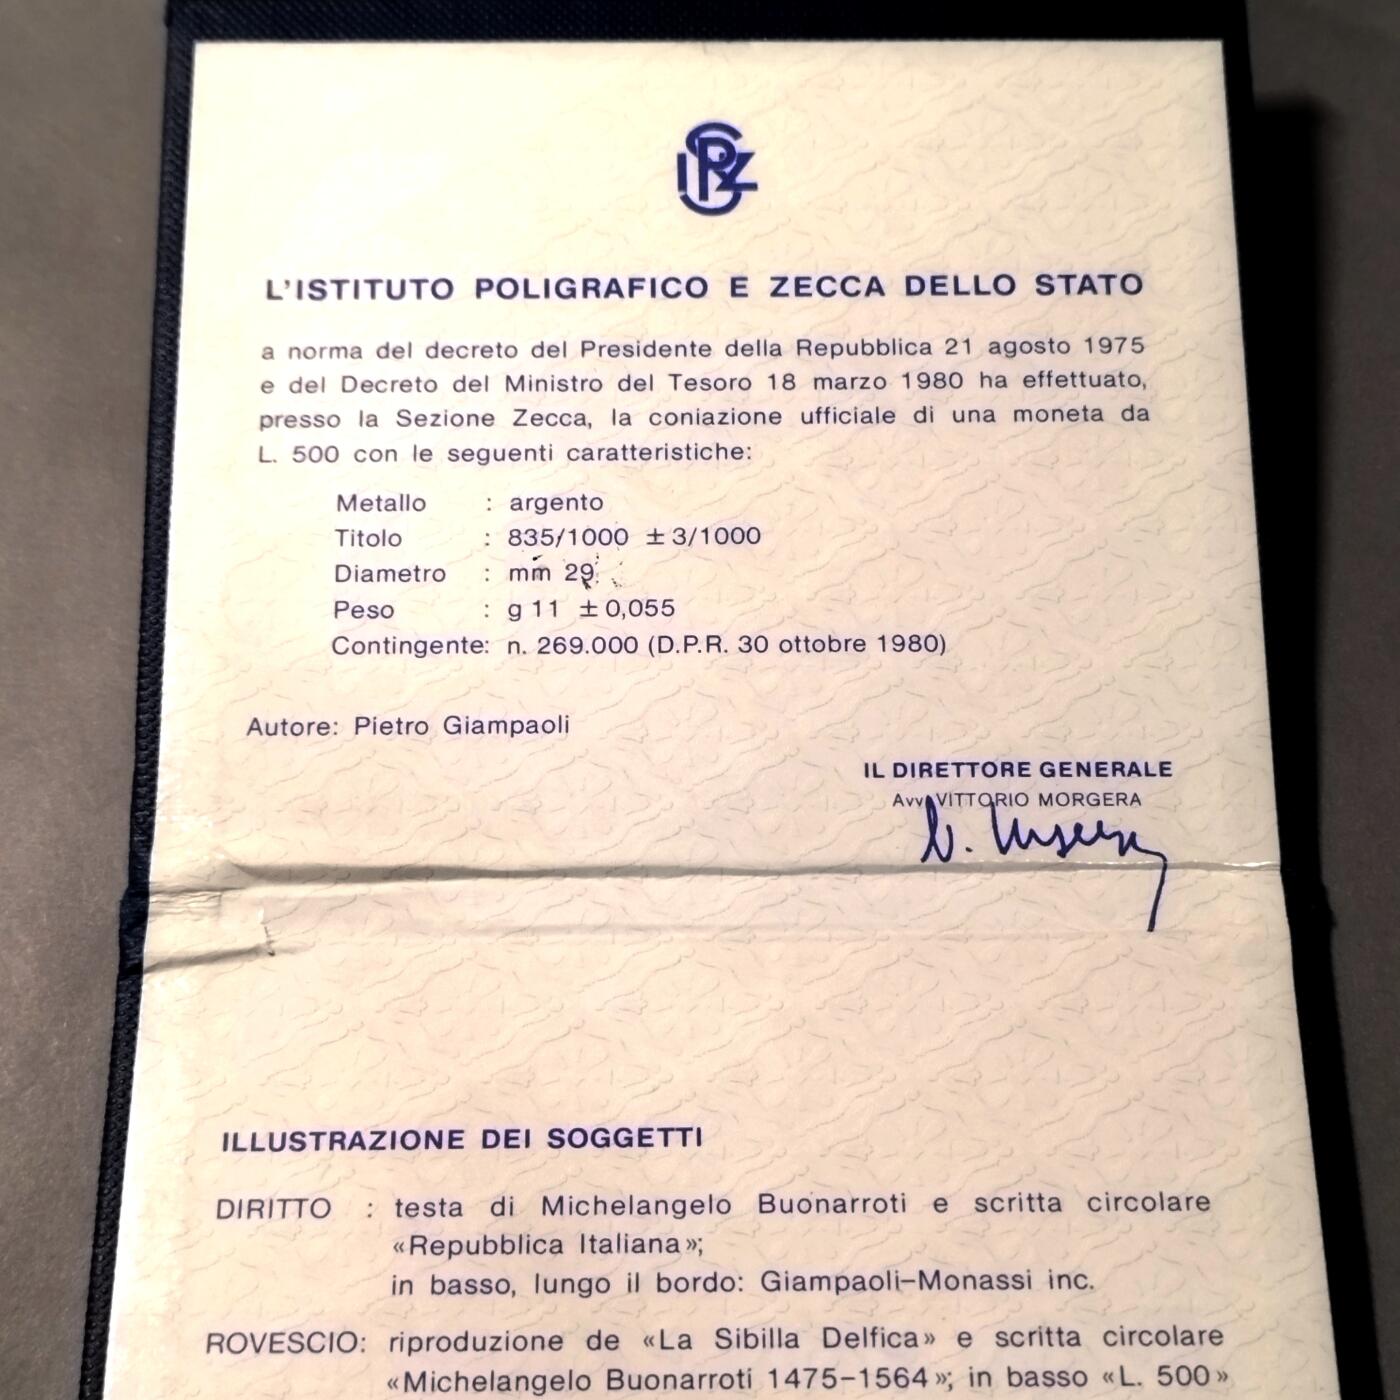 IPZS
L'ISTITUTO POLIGRAFICO E ZECCA DELLO STATO
a norma del decreto del Presidente della Repubblica 21 agosto 1975
e del Decreto del Ministro del Tesoro 18 marzo 1980 ha effettuato,
presso la Sezione Zecca, la coniazione ufficiale di una moneta da
L. 500 con le seguenti caratteristiche:
Metallo : argento
Titolo : 835/1000 ± 3/1000
Diametro : mm 29
Peso : g 11 ± 0,055
Contingente: n. 269.000 (D.P.R. 30 ottobre 1980)
Autore: Pietro Giampaoli
IL DIRETTORE GENERALE
Avv. VITTORIO MORGERA
ILLUSTRAZIONE DEI SOGGETTI
DIRITTO : testa di Michelangelo Buonarroti e scritta circolare
«Repubblica Italiana»;
in basso, lungo il bordo: Giampaoli–Monassi inc.
ROVESCIO: riproduzione de «La Sibilla Delfica» e scritta circolare
«Michelangelo Buonarroti 1475–1564»; in basso «L. 500»